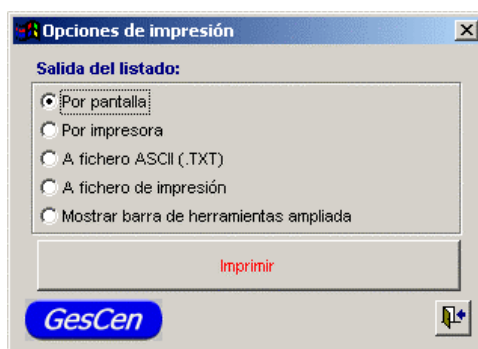 Opciones de impresión
Salida del listado:
Por pantalla
Por impresora
A fichero ASCII (.TXT)
A fichero de impresión
Mostrar barra de herramientas ampliada
Imprimir
GesCen